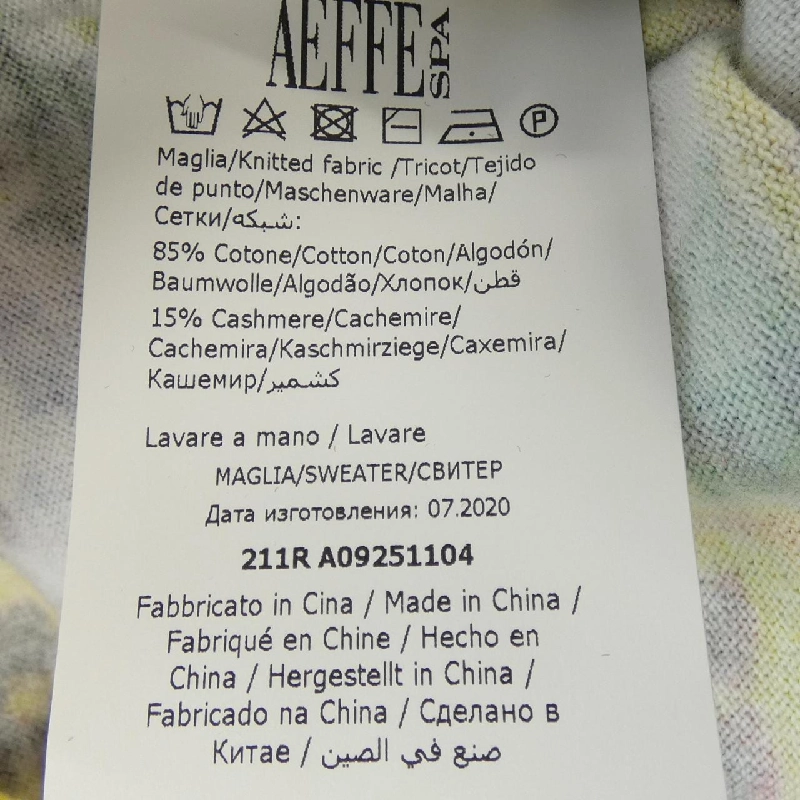 AEFFE SPA
P
Maglia/Knitted fabric /Tricot/Tejido
de punto/Maschenware/Malha/
Сетки/شبكه:
85% Cotone/Cotton/Coton/Algodón/
Baumwolle/Algodão/Хлопок/قطن
15% Cashmere/Cachemire/
Cachemira/Kaschmirziege/Caxemira/
Кашемир/كشمير
Lavare a mano / Lavare
MAGLIA/SWEATER/СВИТЕР
Дата изготовления: 07.2020
211R A09251104
Fabbricato in Cina / Made in China /
Fabriqué en Chine / Hecho en
China / Hergestellt in China /
Fabricado na China / Сделано в
Китае / صنع في الصين